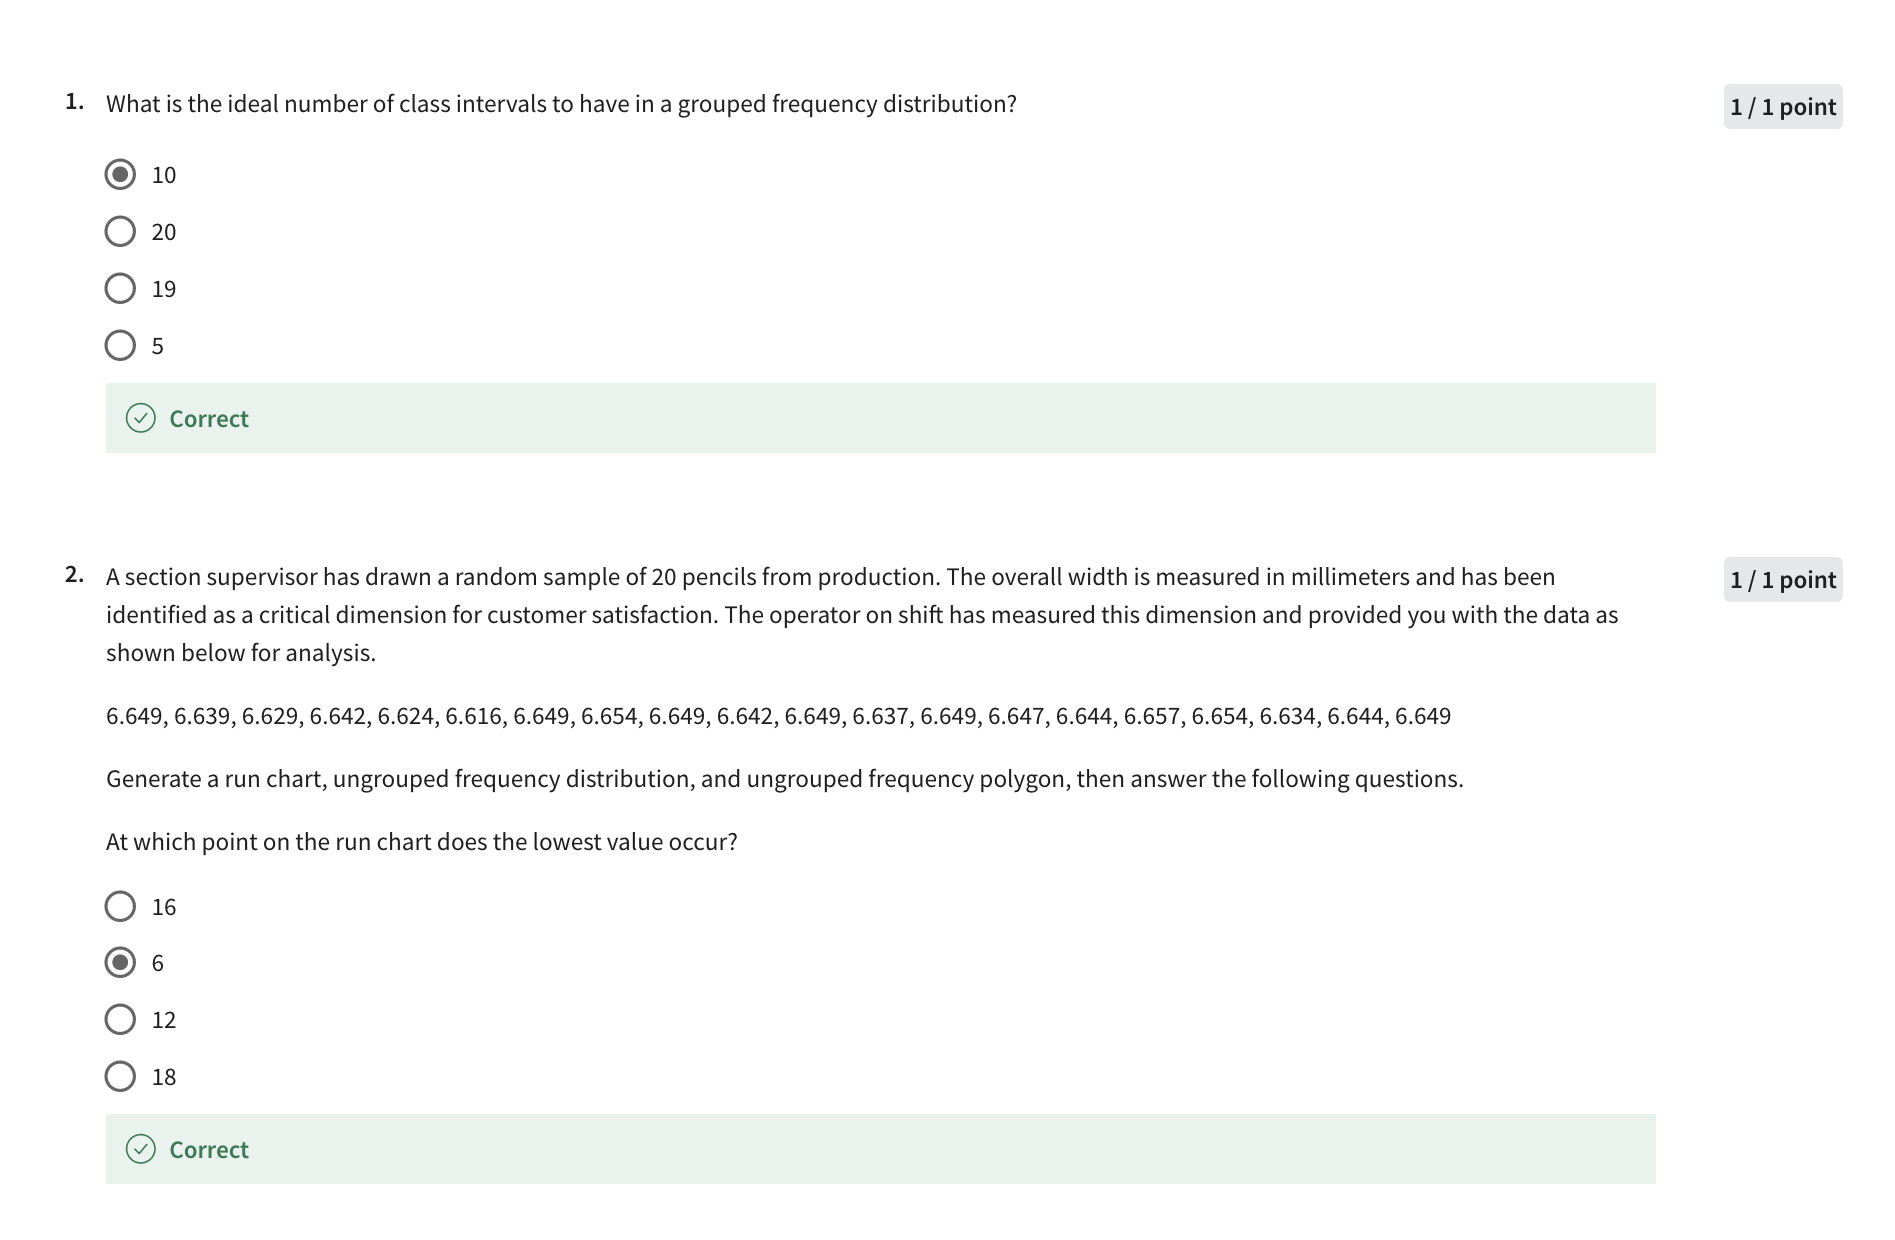 1. What is the ideal number of class intervals to have in a grouped frequency distribution?
1 / 1 point
10
20
19
5
Correct
2. A section supervisor has drawn a random sample of 20 pencils from production. The overall width is measured in millimeters and has been
1 / 1 point
identified as a critical dimension for customer satisfaction. The operator on shift has measured this dimension and provided you with the data as
shown below for analysis.
6.649, 6.639, 6.629, 6.642, 6.624, 6.616, 6.649, 6.654, 6.649, 6.642, 6.649, 6.637, 6.649, 6.647, 6.644, 6.657, 6.654, 6.634, 6.644, 6.649
Generate a run chart, ungrouped frequency distribution, and ungrouped frequency polygon, then answer the following questions.
At which point on the run chart does the lowest value occur?
16
6
12
18
Correct